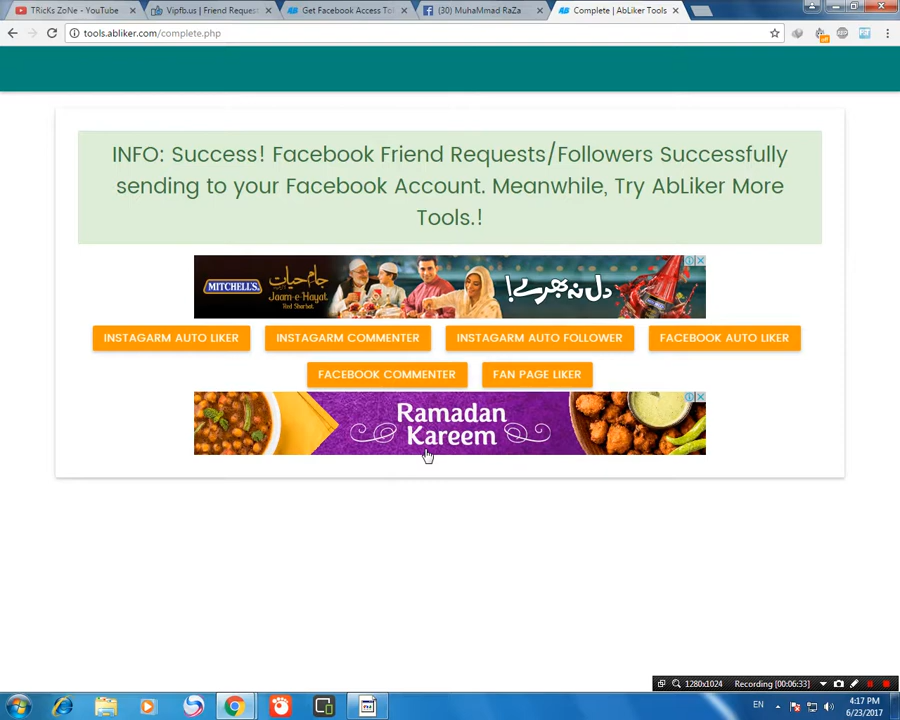 TRicKs ZoNe - YouTube
Vipfb.us | Friend Reques
Get Facebook Access To
(30) MuhaMmad RaZa
Complete | AbLiker Tools
tools.abliker.com/complete.php
INFO: Success! Facebook Friend Requests/Followers Successfully
sending to your Facebook Account. Meanwhile, Try AbLiker More
Tools.!
MITCHELL'S
جام حیات
Jaam-e-Hayat
Red Sharbat
دل نہ بھرے!
INSTAGARM AUTO LIKER
INSTAGARM COMMENTER
INSTAGARM AUTO FOLLOWER
FACEBOOK AUTO LIKER
FACEBOOK COMMENTER
FAN PAGE LIKER
Ramadan
Kareem
1280x1024
Recording [00:06:33]
EN
4:17 PM
6/23/2017